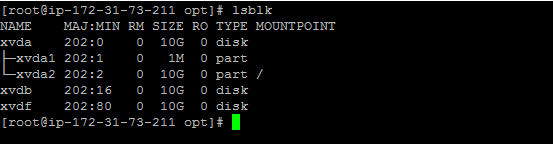 [root@ip-172-31-73-211 opt]# lsblk
NAME    MAJ:MIN RM SIZE RO TYPE MOUNTPOINT
xvda    202:0    0  10G  0 disk
├─xvda1 202:1    0   1M  0 part
└─xvda2 202:2    0  10G  0 part /
xvdb    202:16   0  10G  0 disk
xvdf    202:80   0  10G  0 disk
[root@ip-172-31-73-211 opt]#